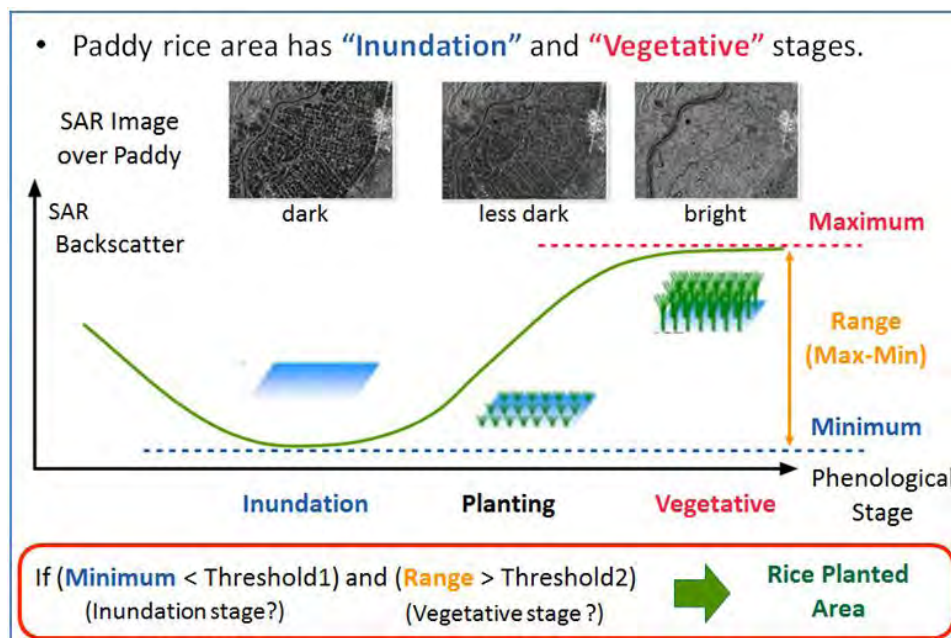 • Paddy rice area has “Inundation” and “Vegetative” stages.
SAR Image
over Paddy
dark
less dark
bright
SAR
Backscatter
Maximum
Range
(Max-Min)
Minimum
Inundation
Planting
Vegetative
Phenological
Stage
If (Minimum < Threshold1) and (Range > Threshold2)
(Inundation stage?)
(Vegetative stage ?)
Rice Planted
Area